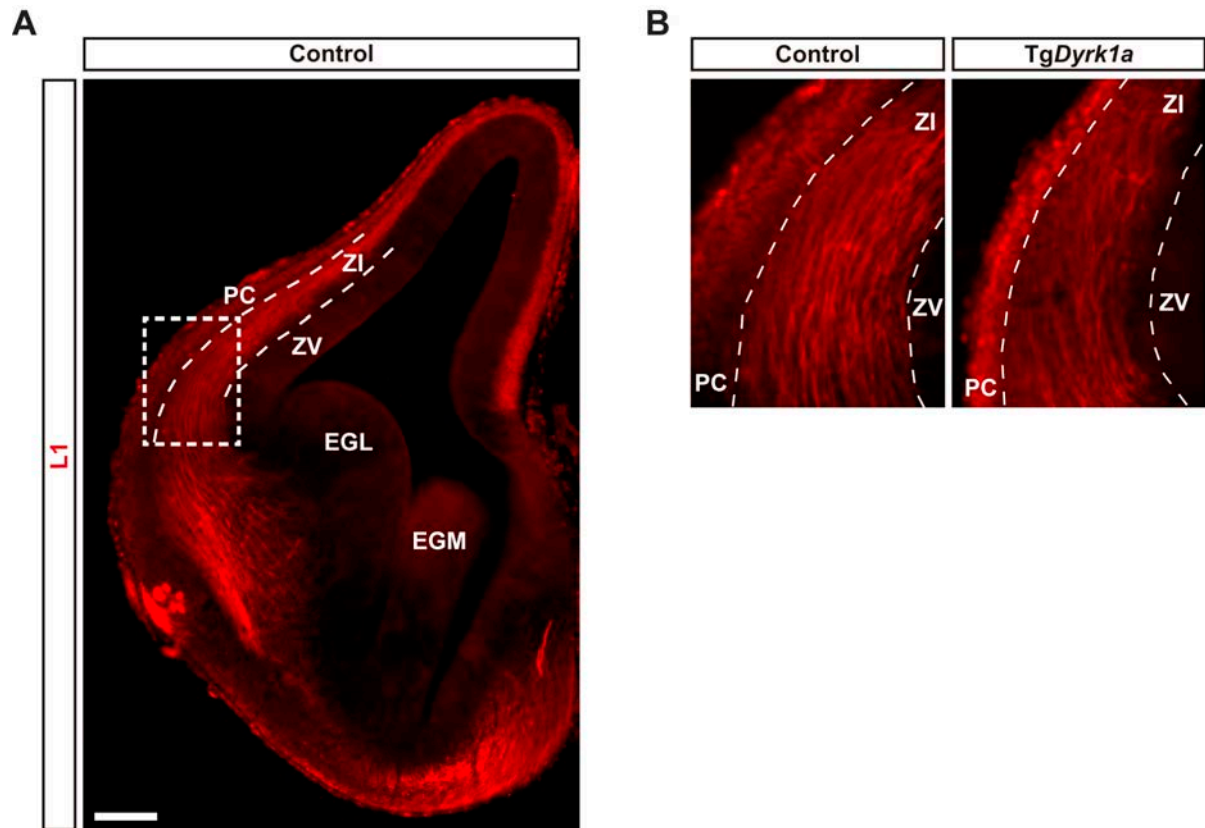 A
Control
L1
ZI
PC
ZV
EGL
EGM
B
Control
TgDyrk1a
ZI
ZV
PC
ZI
ZV
PC